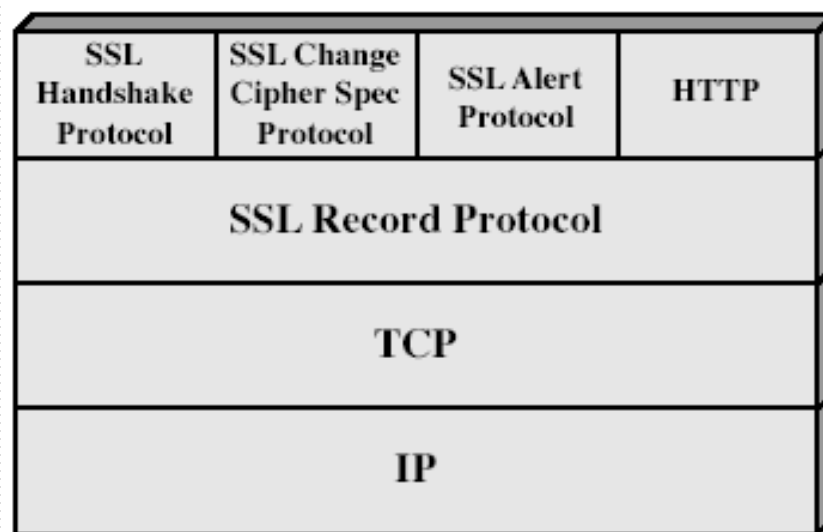 SSL
Handshake
Protocol
SSL Change
Cipher Spec
Protocol
SSL Alert
Protocol
HTTP
SSL Record Protocol
TCP
IP